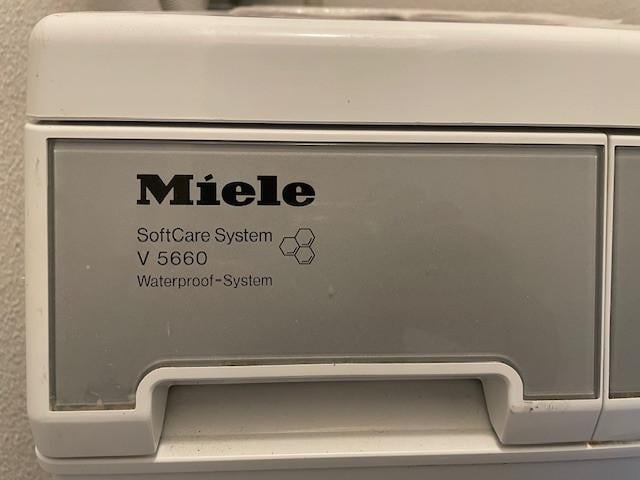 Miele
SoftCare System
V 5660
Waterproof-System